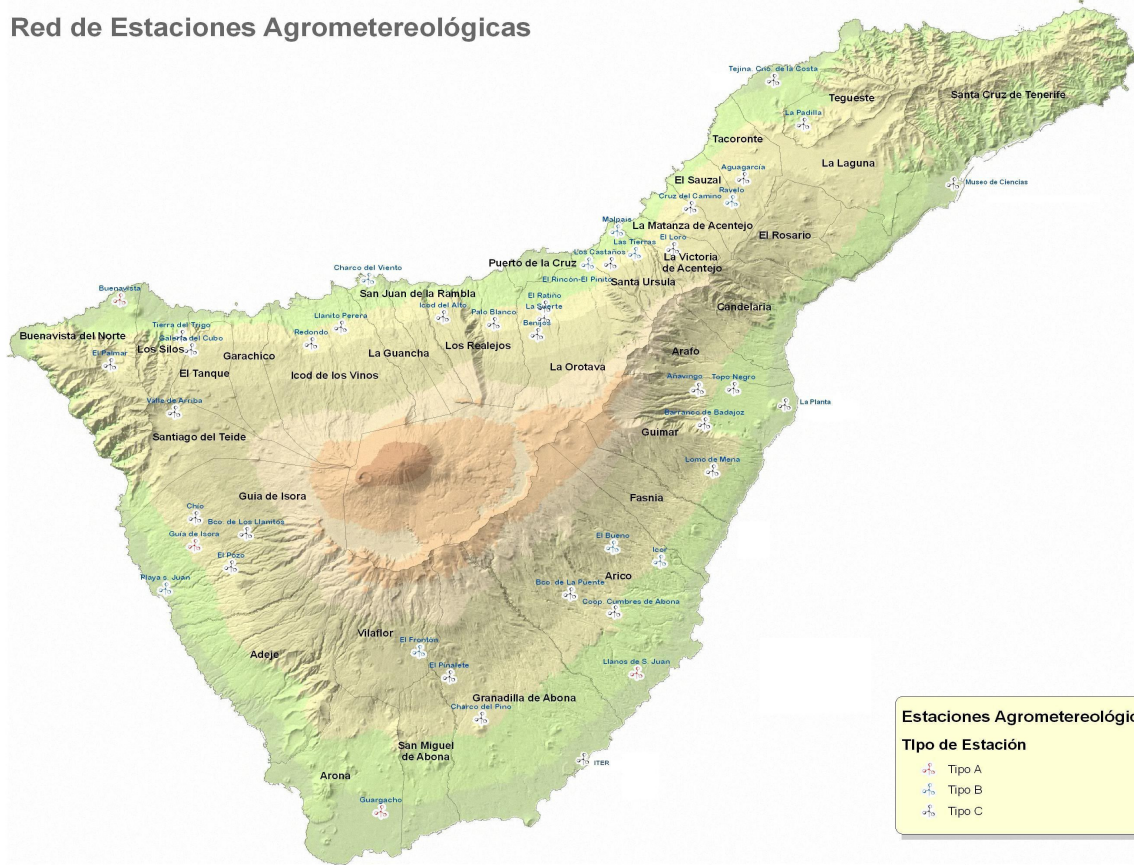 Red de Estaciones Agrometereológicas
Tejina. Cno. de la Costa
Tegueste
Santa Cruz de Tenerife
La Padilla
Tacoronte
La Laguna
Aguagarcía
El Sauzal
Museo de Ciencias
Ravelo
Cruz del Camino
Malpaís
La Matanza de Acentejo
El Rosario
El Loro
Las Tierras
Los Castaños
La Victoria
de Acentejo
Puerto de la Cruz
Charco del Viento
El Rincón-El Pinito
Santa Ursula
Buenavista
San Juan de la Rambla
El Ratiño
Icod del Alto
La Suerte
Candelaria
Palo Blanco
Llanito Perera
Benijos
Tierra del Trigo
Redondo
Buenavista del Norte
Galería del Cubo
Los Silos
Los Realejos
El Palmar
Garachico
La Guancha
Arafo
La Orotava
El Tanque
Icod de los Vinos
Añavingo
Topo Negro
Valle de Arriba
La Planta
Barranco de Badajoz
Santiago del Teide
Guimar
Lomo de Mena
Guia de Isora
Fasnia
Chío
Bco. de Los Llanitos
Guía de Isora
El Bueno
El Pozo
Icor
Playa s. Juan
Arico
Bco. de La Puente
Coop. Cumbres de Abona
Vilaflor
El Frontón
Adeje
El Pinalete
Llanos de S. Juan
Granadilla de Abona
Charco del Pino
San Miguel
de Abona
ITER
Arona
Guargacho
Estaciones Agrometereológic
TIpo de Estación
Tipo A
Tipo B
Tipo C